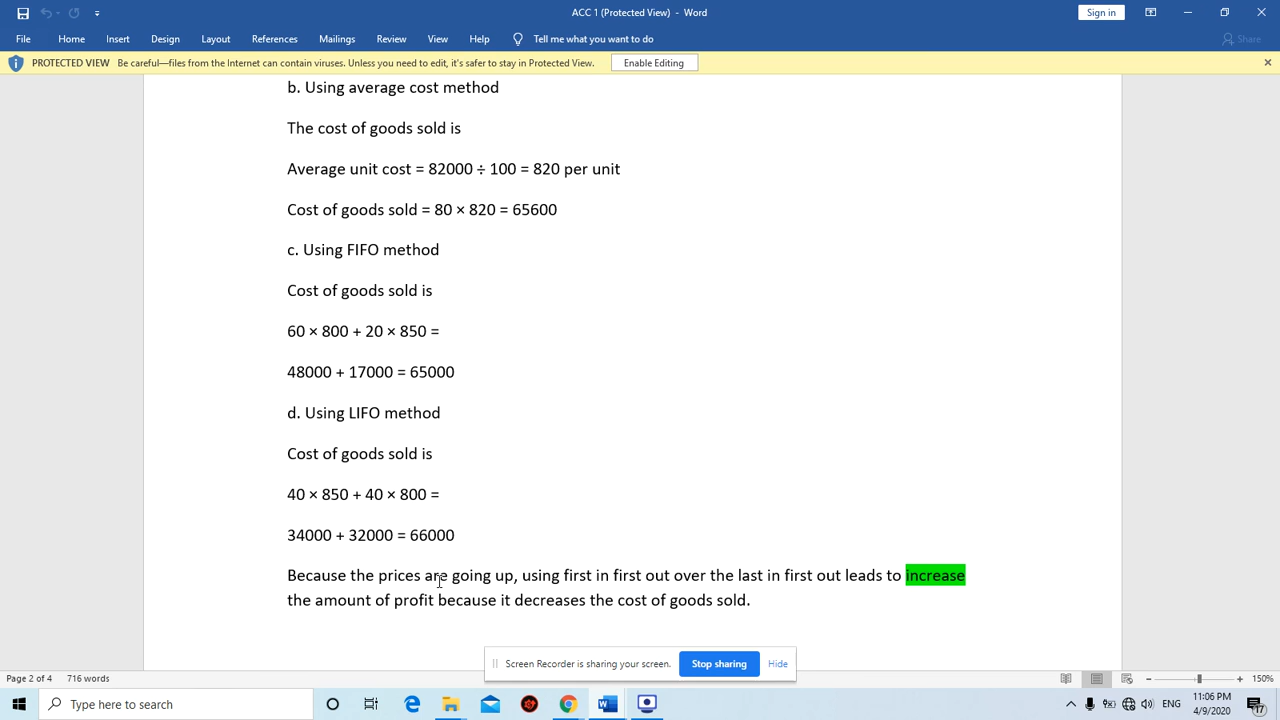 ACC 1 (Protected View) - Word
Sign in
File Home Insert Design Layout References Mailings Review View Help Tell me what you want to do Share
PROTECTED VIEW Be careful—files from the Internet can contain viruses. Unless you need to edit, it's safer to stay in Protected View. Enable Editing
b. Using average cost method
The cost of goods sold is
Average unit cost = 82000 ÷ 100 = 820 per unit
Cost of goods sold = 80 × 820 = 65600
c. Using FIFO method
Cost of goods sold is
60 × 800 + 20 × 850 =
48000 + 17000 = 65000
d. Using LIFO method
Cost of goods sold is
40 × 850 + 40 × 800 =
34000 + 32000 = 66000
Because the prices are going up, using first in first out over the last in first out leads to increase
the amount of profit because it decreases the cost of goods sold.
Screen Recorder is sharing your screen. Stop sharing Hide
Page 2 of 4 716 words 150%
Type here to search
ENG
11:06 PM
4/9/2020
17